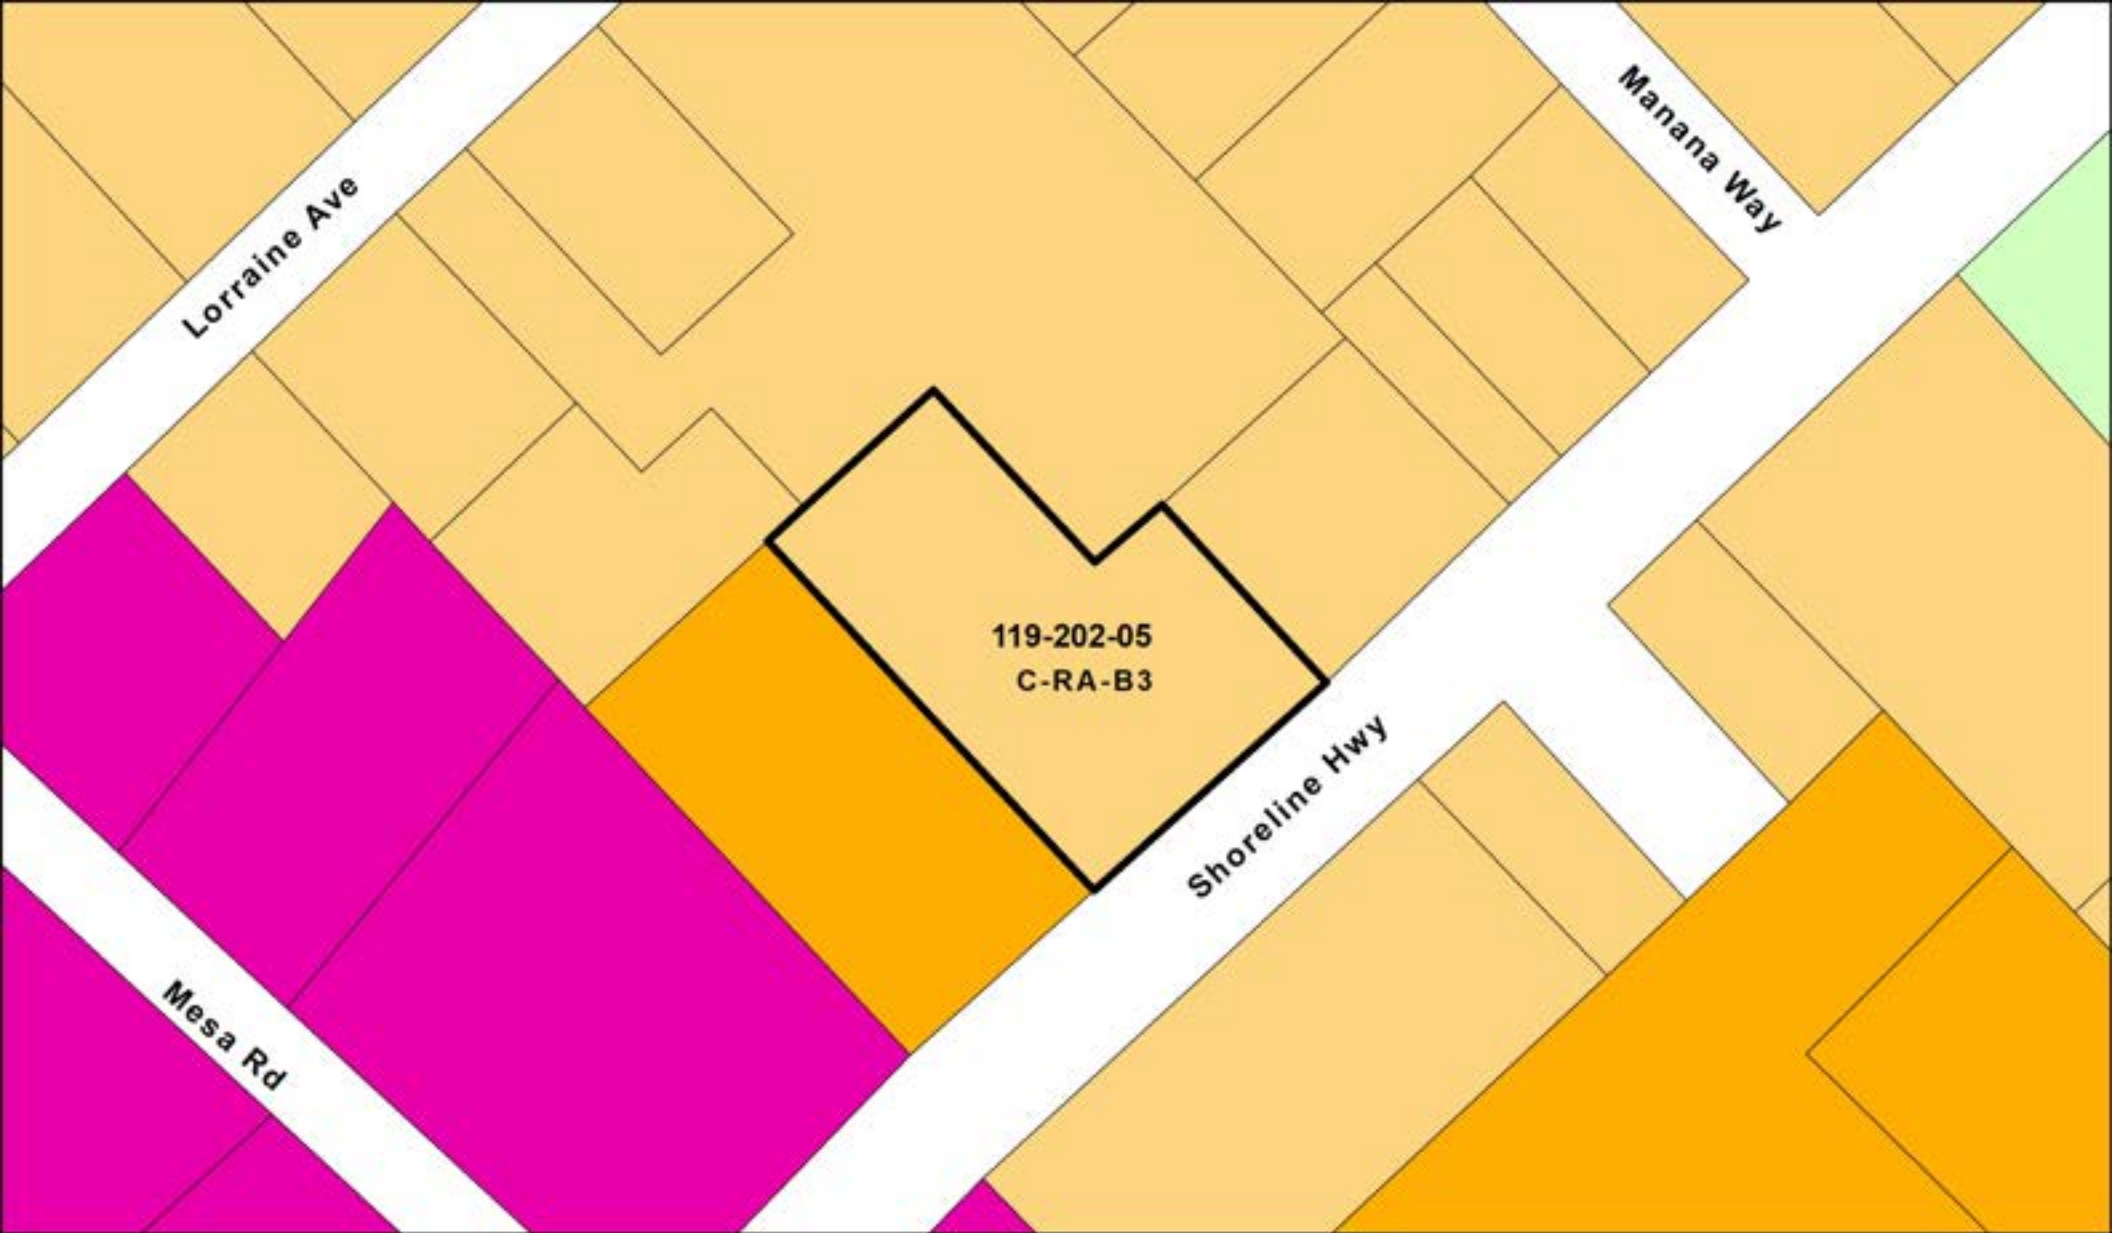 Manana Way
Lorraine Ave
119-202-05
C-RA-B3
Shoreline Hwy
Mesa Rd